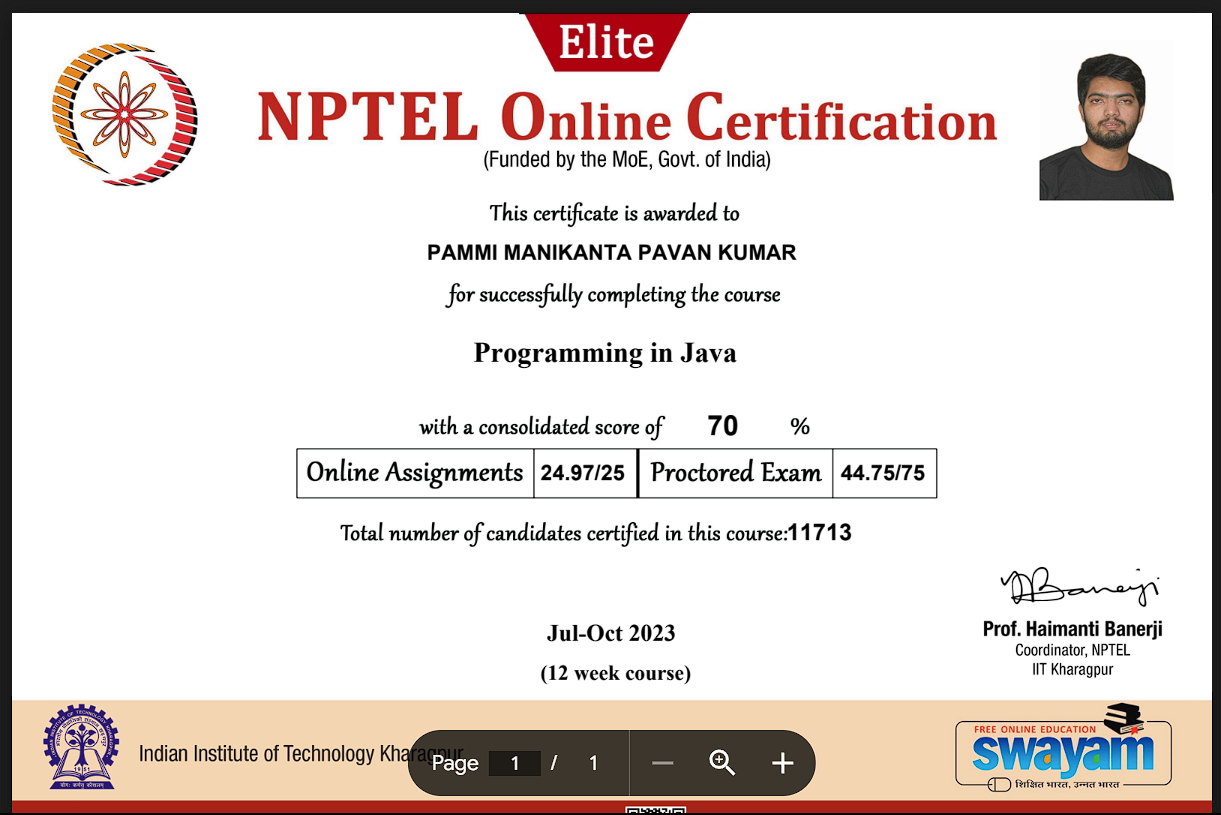 Elite
NPTEL Online Certification
(Funded by the MoE, Govt. of India)
This certificate is awarded to
PAMMI MANIKANTA PAVAN KUMAR
for successfully completing the course
Programming in Java
with a consolidated score of 70 %
Online Assignments 24.97/25 Proctored Exam 44.75/75
Total number of candidates certified in this course:11713
Jul-Oct 2023
(12 week course)
Prof. Haimanti Banerji
Coordinator, NPTEL
IIT Kharagpur
Indian Institute of Technology Kharagpur
Page 1 / 1
FREE ONLINE EDUCATION
swayam
शिक्षित भारत, उन्नत भारत